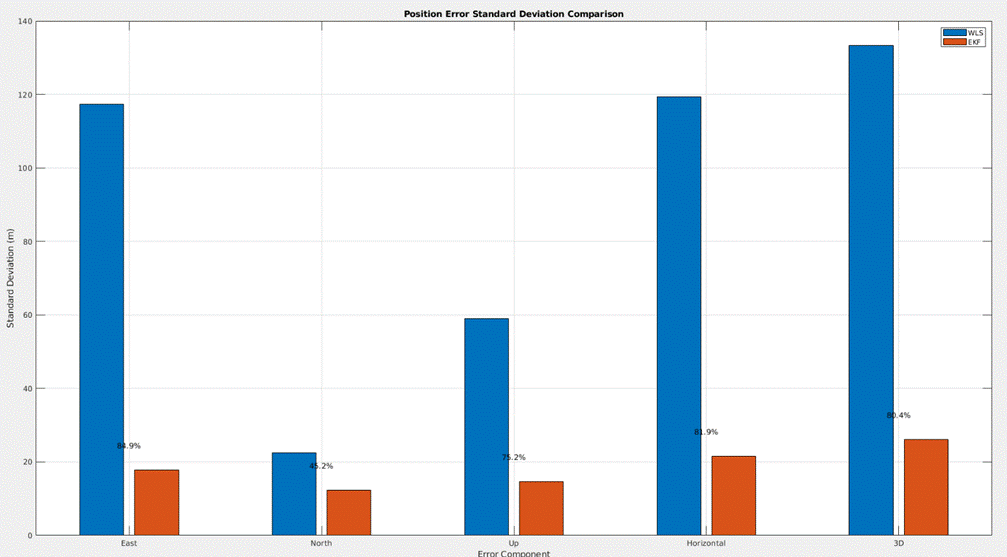 Position Error Standard Deviation Comparison
WLS
EKF
140
120
100
80
60
40
20
0
Standard Deviation (m)
84.9%
45.2%
75.2%
81.9%
80.4%
East
North
Up
Horizontal
3D
Error Component